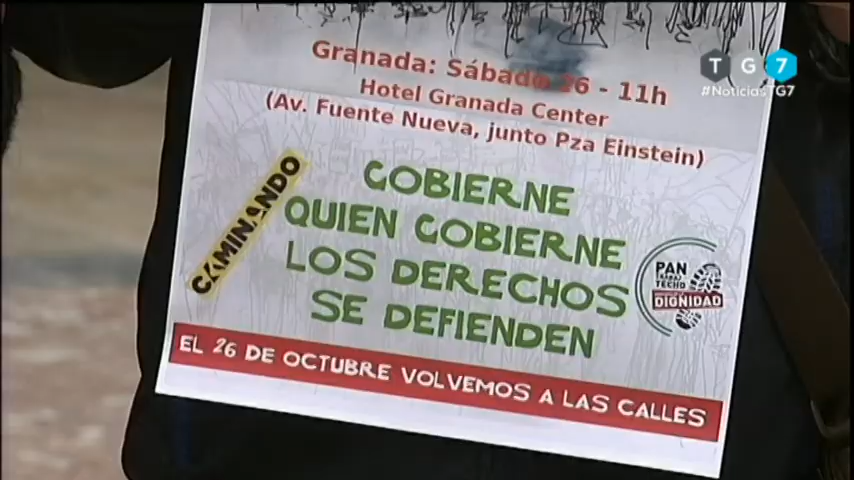 TG7
#NoticiasTG7
Granada: Sábado 26 - 11h
Hotel Granada Center
(Av. Fuente Nueva, junto Pza Einstein)
CAMINANDO
GOBIERNE
QUIEN GOBIERNE
LOS DERECHOS
SE DEFIENDEN
PAN
TECHO
DIGNIDAD
EL 26 DE OCTUBRE VOLVEMOS A LAS CALLES